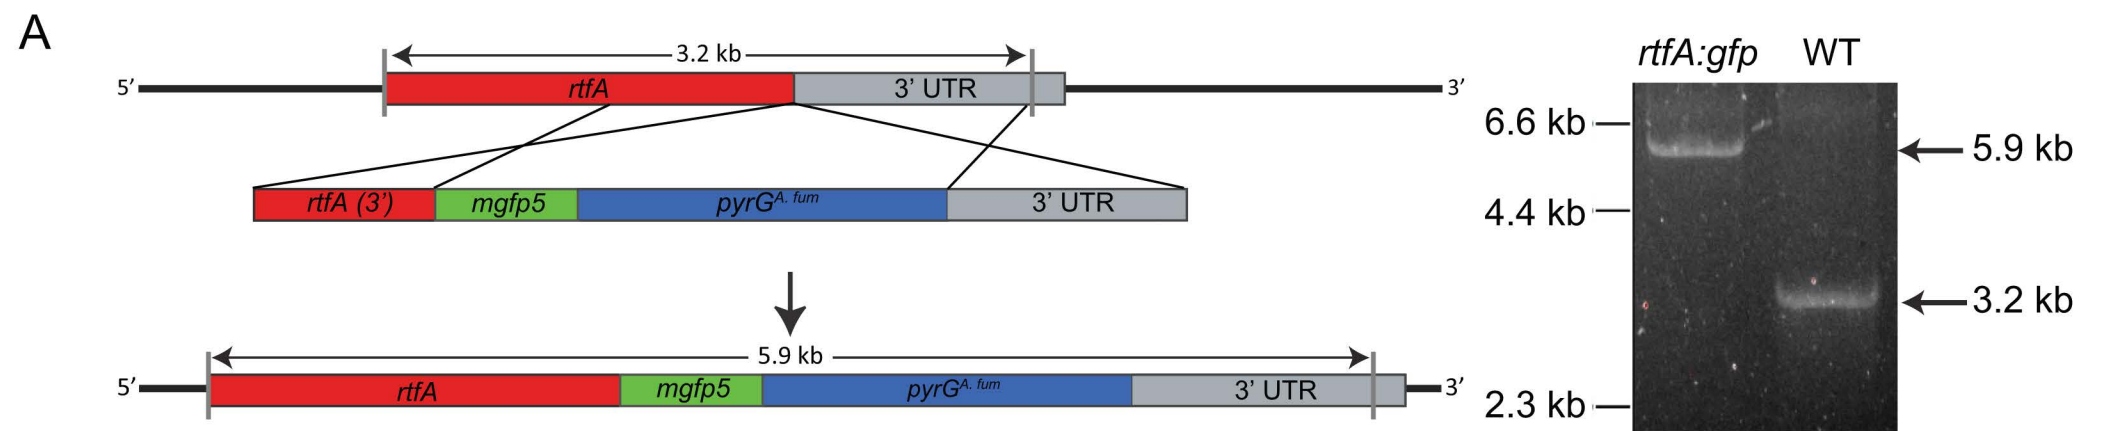 A
3.2 kb
5’ rtfA 3’ UTR 3’
rtfA (3’) mgfp5 pyrG^A. fum 3’ UTR
5.9 kb
5’ rtfA mgfp5 pyrG^A. fum 3’ UTR 3’
rtfA:gfp WT
6.6 kb
5.9 kb
4.4 kb
3.2 kb
2.3 kb